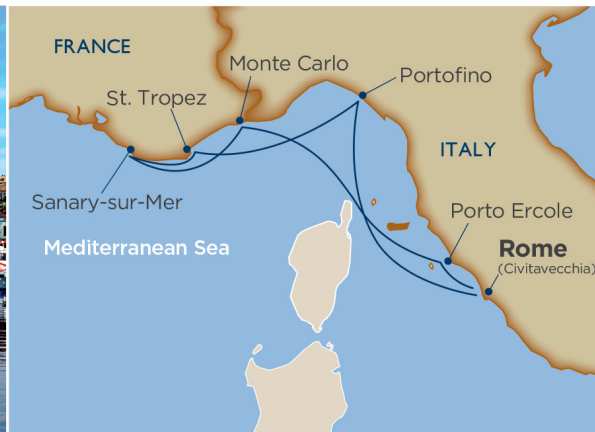 FRANCE
Monte Carlo
Portofino
St. Tropez
ITALY
Sanary-sur-Mer
Porto Ercole
Mediterranean Sea
Rome
(Civitavecchia)